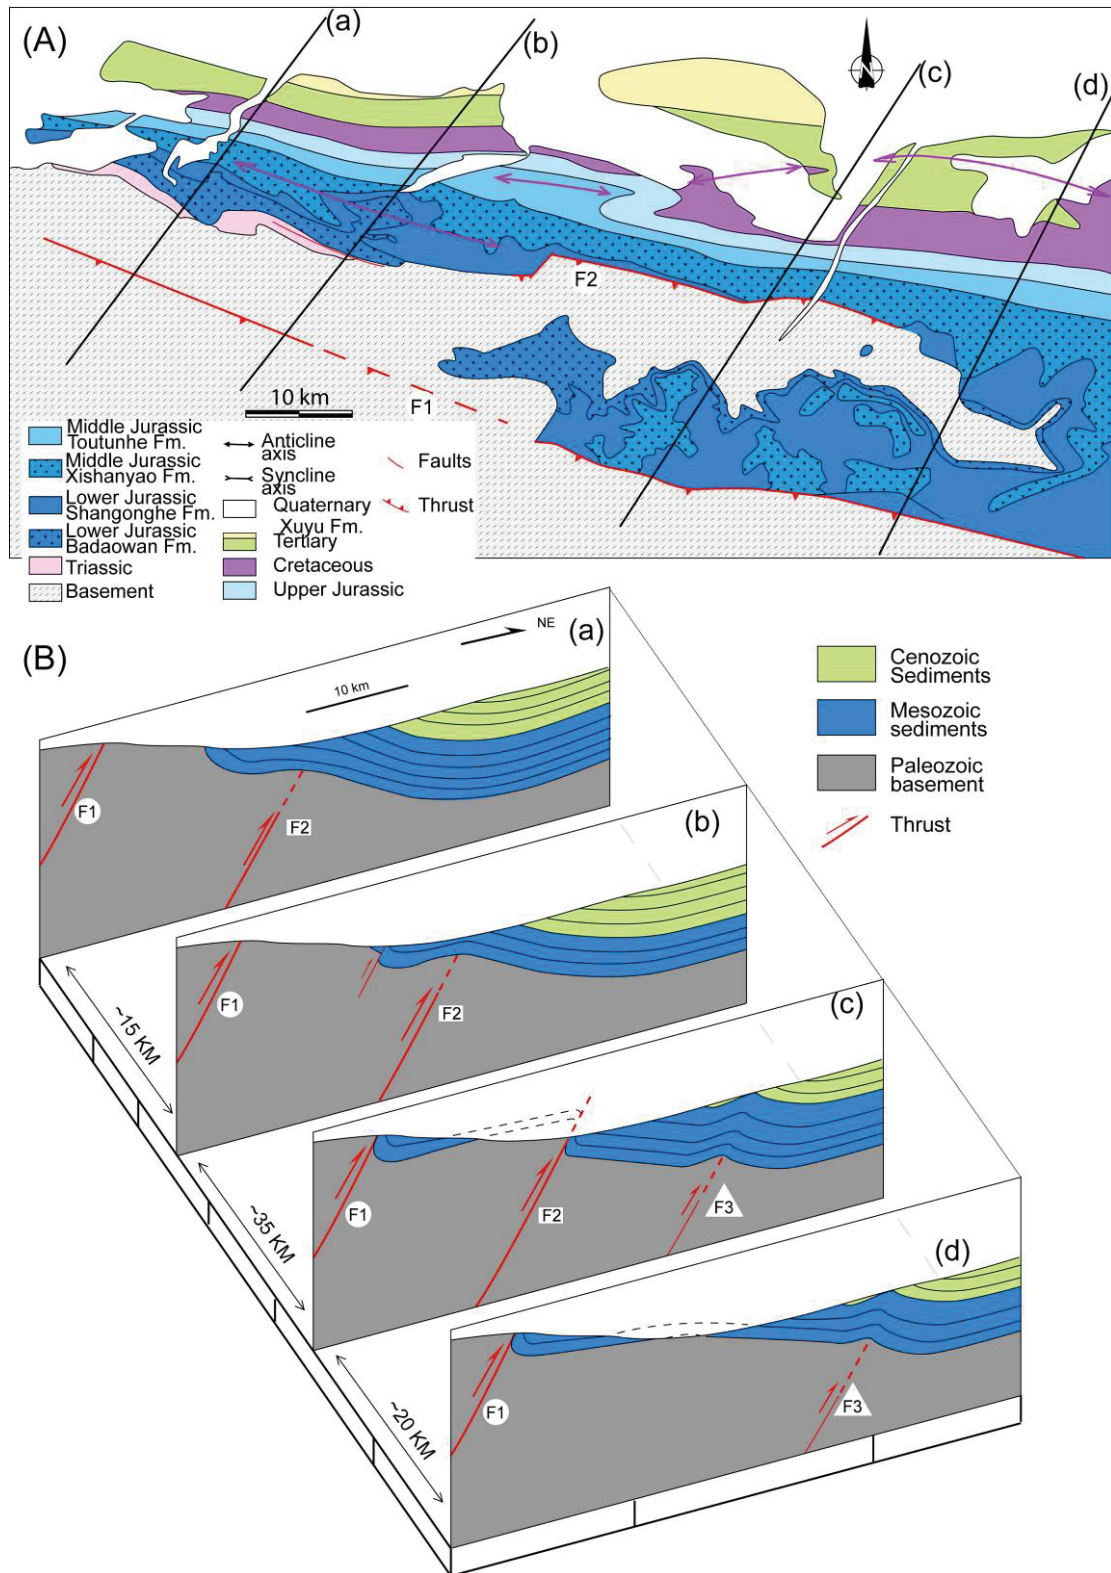 (A)
(a)
(b)
(c)
(d)
N
F2
F1
10 km
Middle Jurassic
Toutunhe Fm.
Middle Jurassic
Xishanyao Fm.
Lower Jurassic
Shangonghe Fm.
Lower Jurassic
Badaowan Fm.
Triassic
Basement
Anticline
axis
Syncline
axis
Quaternary
Xuyu Fm.
Tertiary
Cretaceous
Upper Jurassic
Faults
Thrust
(B)
NE
(a)
10 km
F1
F2
Cenozoic
Sediments
Mesozoic
sediments
Paleozoic
basement
Thrust
(b)
F1
F2
~15 KM
(c)
F1
F2
F3
~35 KM
(d)
F1
F3
~20 KM